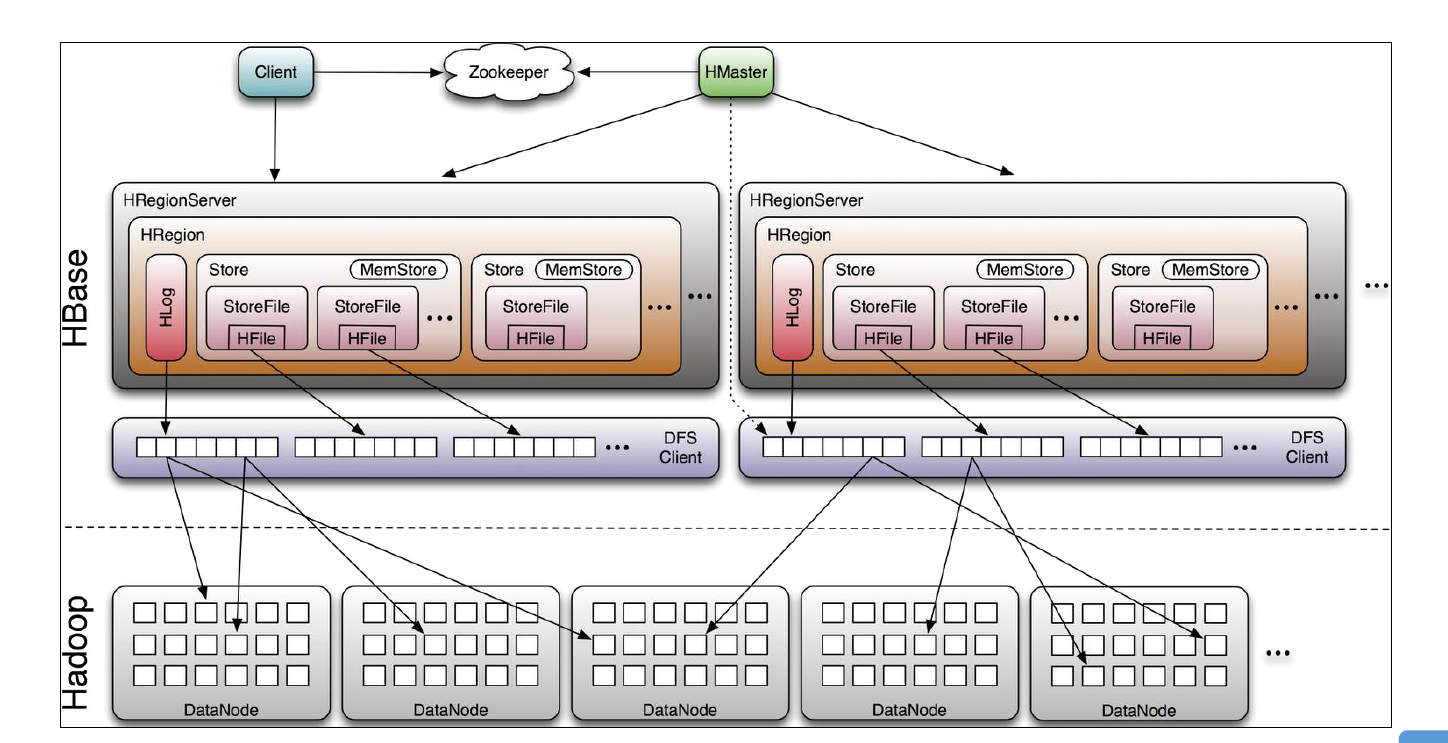 Client
Zookeeper
HMaster
HBase
HRegionServer
HRegion
HLog
Store
MemStore
StoreFile
HFile
StoreFile
HFile
...
Store
MemStore
StoreFile
HFile
...
...
HRegionServer
HRegion
HLog
Store
MemStore
StoreFile
HFile
StoreFile
HFile
...
Store
MemStore
StoreFile
HFile
...
...
...
...
DFS
Client
...
DFS
Client
Hadoop
DataNode
DataNode
DataNode
DataNode
DataNode
...